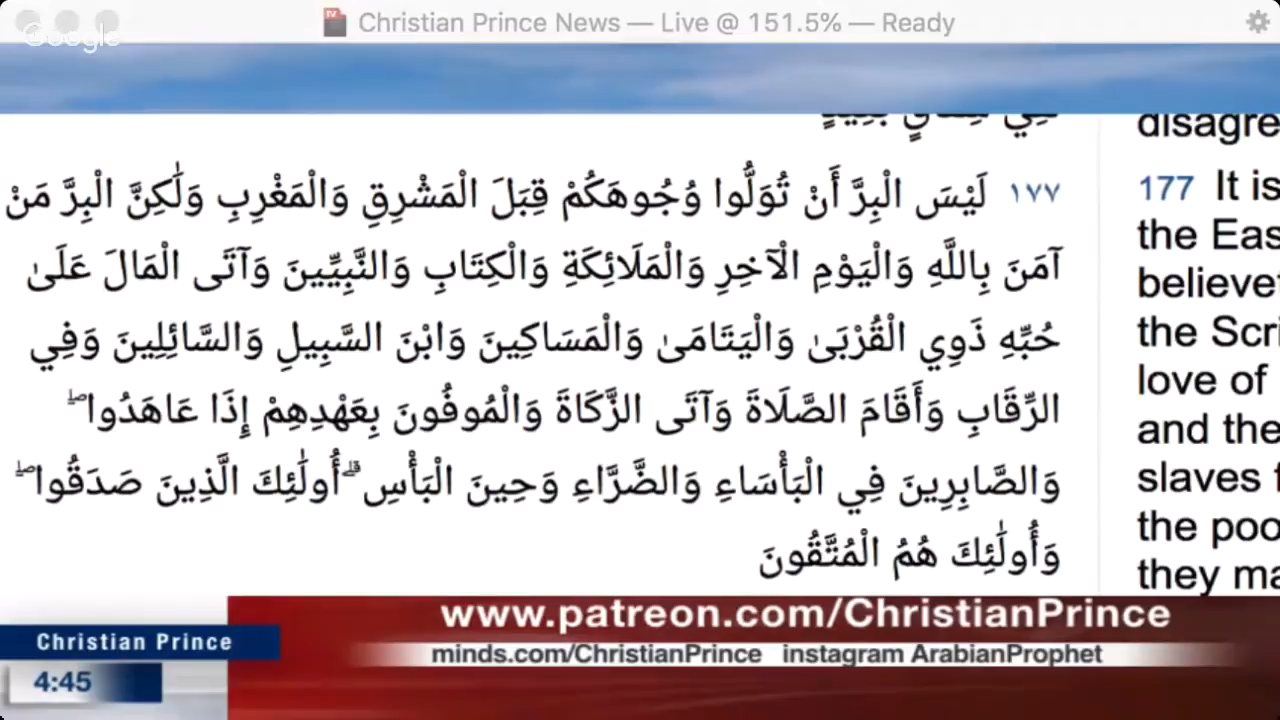 Google
Christian Prince News — Live @ 151.5% — Ready
disagre
١٧٧ لَيْسَ الْبِرَّ أَنْ تُوَلُّوا وُجُوهَكُمْ قِبَلَ الْمَشْرِقِ وَالْمَغْرِبِ وَلَٰكِنَّ الْبِرَّ مَنْ
آمَنَ بِاللَّهِ وَالْيَوْمِ الْآخِرِ وَالْمَلَائِكَةِ وَالْكِتَابِ وَالنَّبِيِّينَ وَآتَى الْمَالَ عَلَىٰ
حُبِّهِ ذَوِي الْقُرْبَىٰ وَالْيَتَامَىٰ وَالْمَسَاكِينَ وَابْنَ السَّبِيلِ وَالسَّائِلِينَ وَفِي
الرِّقَابِ وَأَقَامَ الصَّلَاةَ وَآتَى الزَّكَاةَ وَالْمُوفُونَ بِعَهْدِهِمْ إِذَا عَاهَدُوا ۖ
وَالصَّابِرِينَ فِي الْبَأْسَاءِ وَالضَّرَّاءِ وَحِينَ الْبَأْسِ ۗ أُولَٰئِكَ الَّذِينَ صَدَقُوا ۖ
وَأُولَٰئِكَ هُمُ الْمُتَّقُونَ
177 It is
the Eas
believet
the Scri
love of
and the
slaves f
the poo
they ma
www.patreon.com/ChristianPrince
Christian Prince
minds.com/ChristianPrince instagram ArabianProphet
4:45